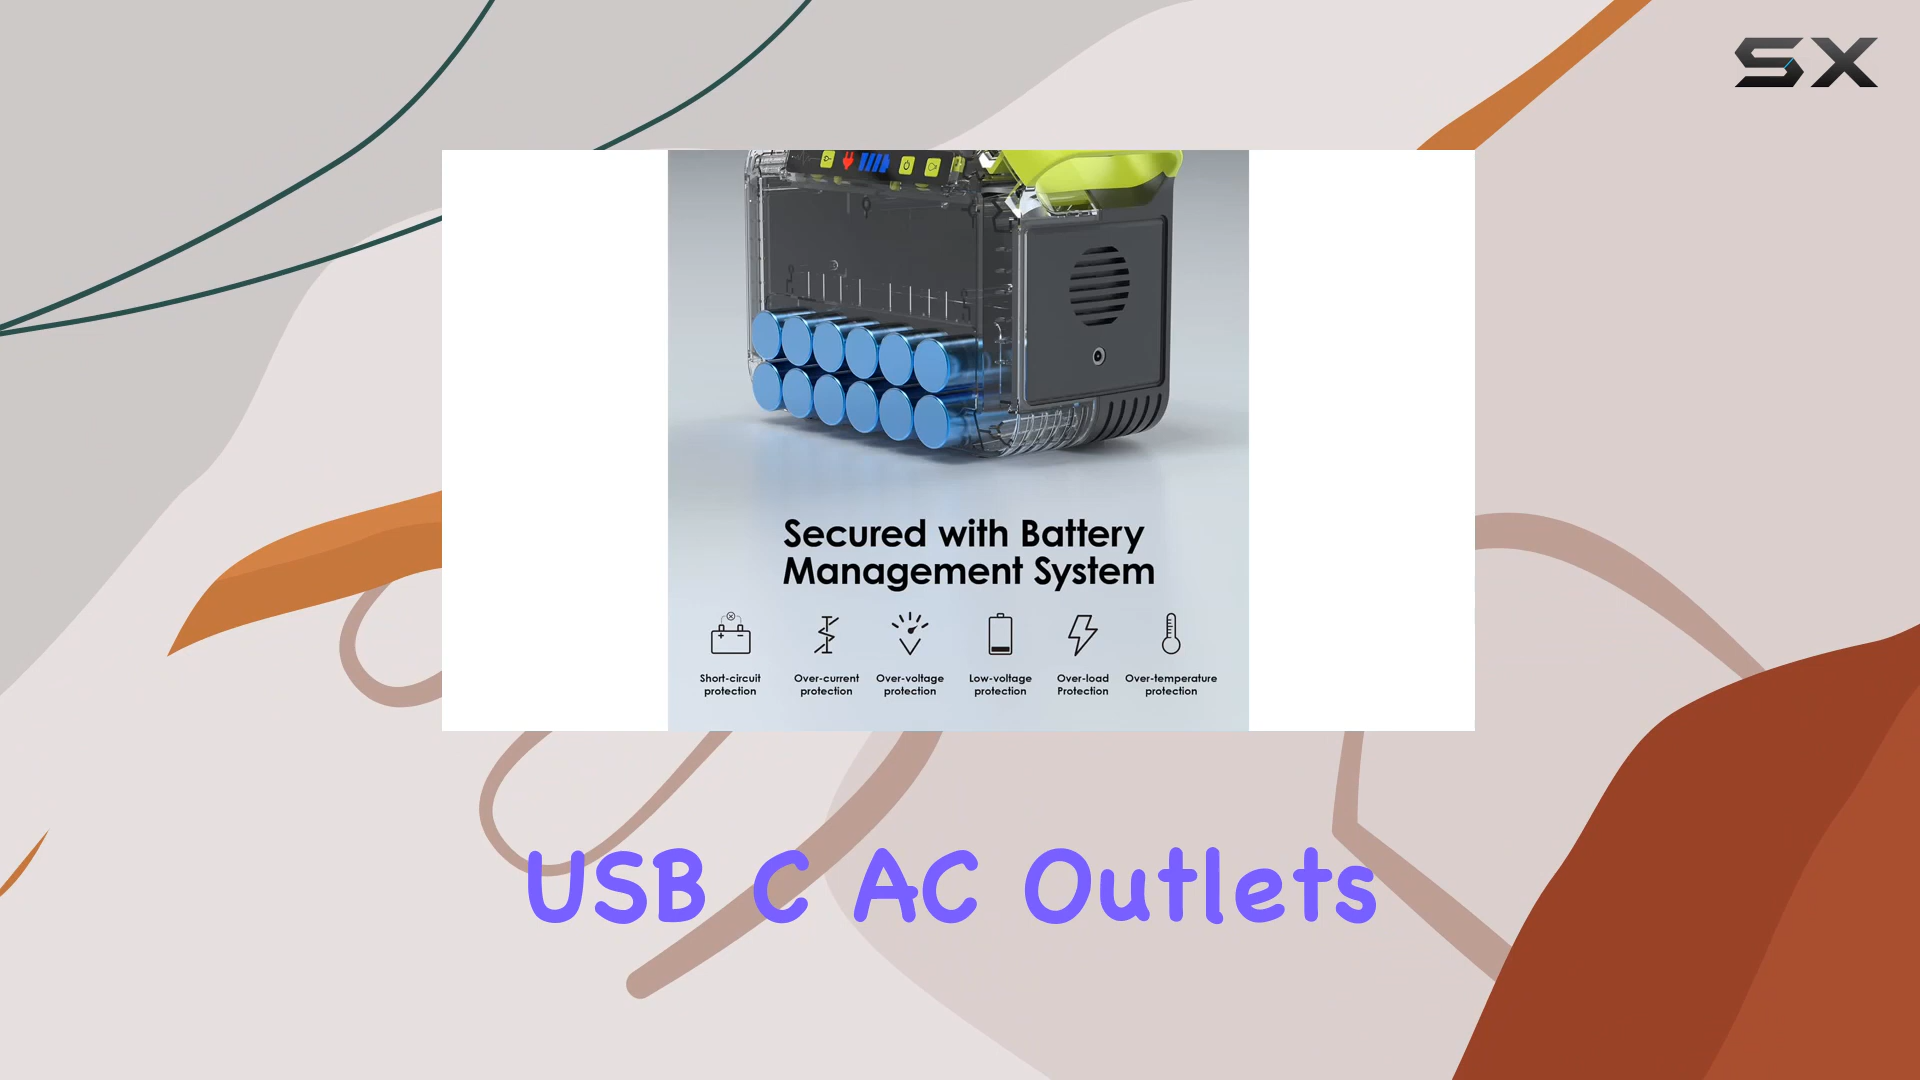 SX
Secured with Battery
Management System
Short-circuit protection
Over-current protection
Over-voltage protection
Low-voltage protection
Over-load Protection
Over-temperature protection
USB C AC Outlets